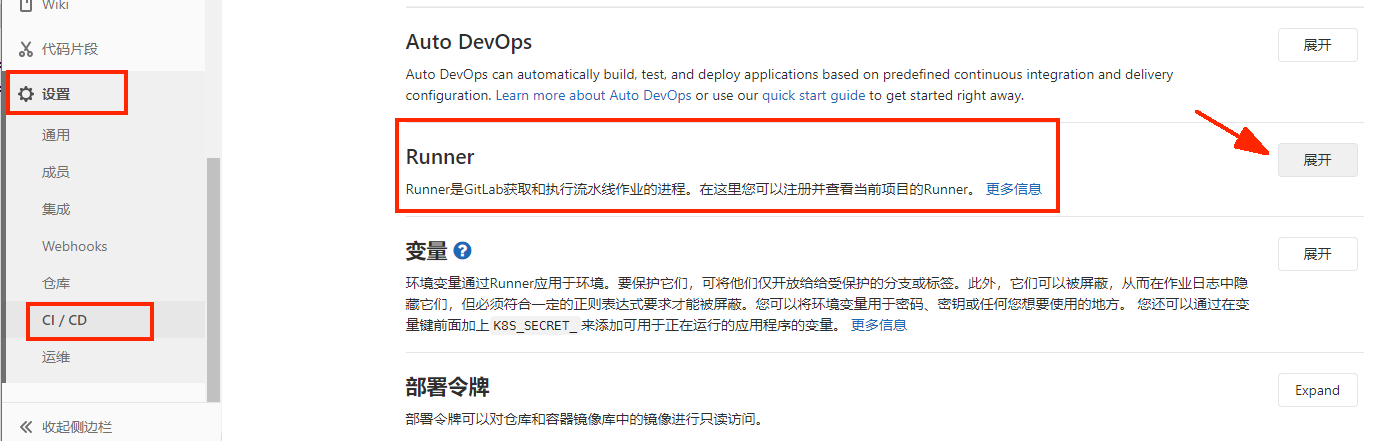 Wiki
代码片段
设置
通用
成员
集成
Webhooks
仓库
CI / CD
运维
收起侧边栏
Auto DevOps
展开
Auto DevOps can automatically build, test, and deploy applications based on predefined continuous integration and delivery
configuration. Learn more about Auto DevOps or use our quick start guide to get started right away.
Runner
展开
Runner是GitLab获取和执行流水线作业的进程。在这里您可以注册并查看当前项目的Runner。 更多信息
变量
展开
环境变量通过Runner应用于环境。要保护它们，可将他们仅开放给给受保护的分支或标签。此外，它们可以被屏蔽，从而在作业日志中隐
藏它们，但必须符合一定的正则表达式要求才能被屏蔽。您可以将环境变量用于密码、密钥或任何您想要使用的地方。 您还可以通过在变
量键前面加上 K8S_SECRET_ 来添加可用于正在运行的应用程序的变量。 更多信息
部署令牌
Expand
部署令牌可以对仓库和容器镜像库中的镜像进行只读访问。